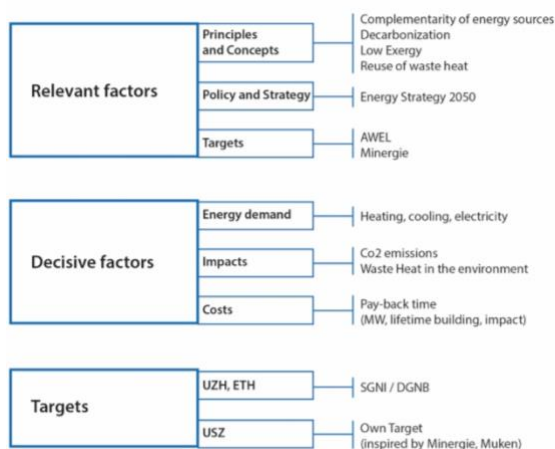 Relevant factors
Principles
and Concepts
Complementarity of energy sources
Decarbonization
Low Exergy
Reuse of waste heat
Policy and Strategy
Energy Strategy 2050
Targets
AWEL
Minergie
Decisive factors
Energy demand
Heating, cooling, electricity
Impacts
Co2 emissions
Waste Heat in the environment
Costs
Pay-back time
(MW, lifetime building, impact)
Targets
UZH, ETH
SGNI / DGNB
USZ
Own Target
(inspired by Minergie, Muken)